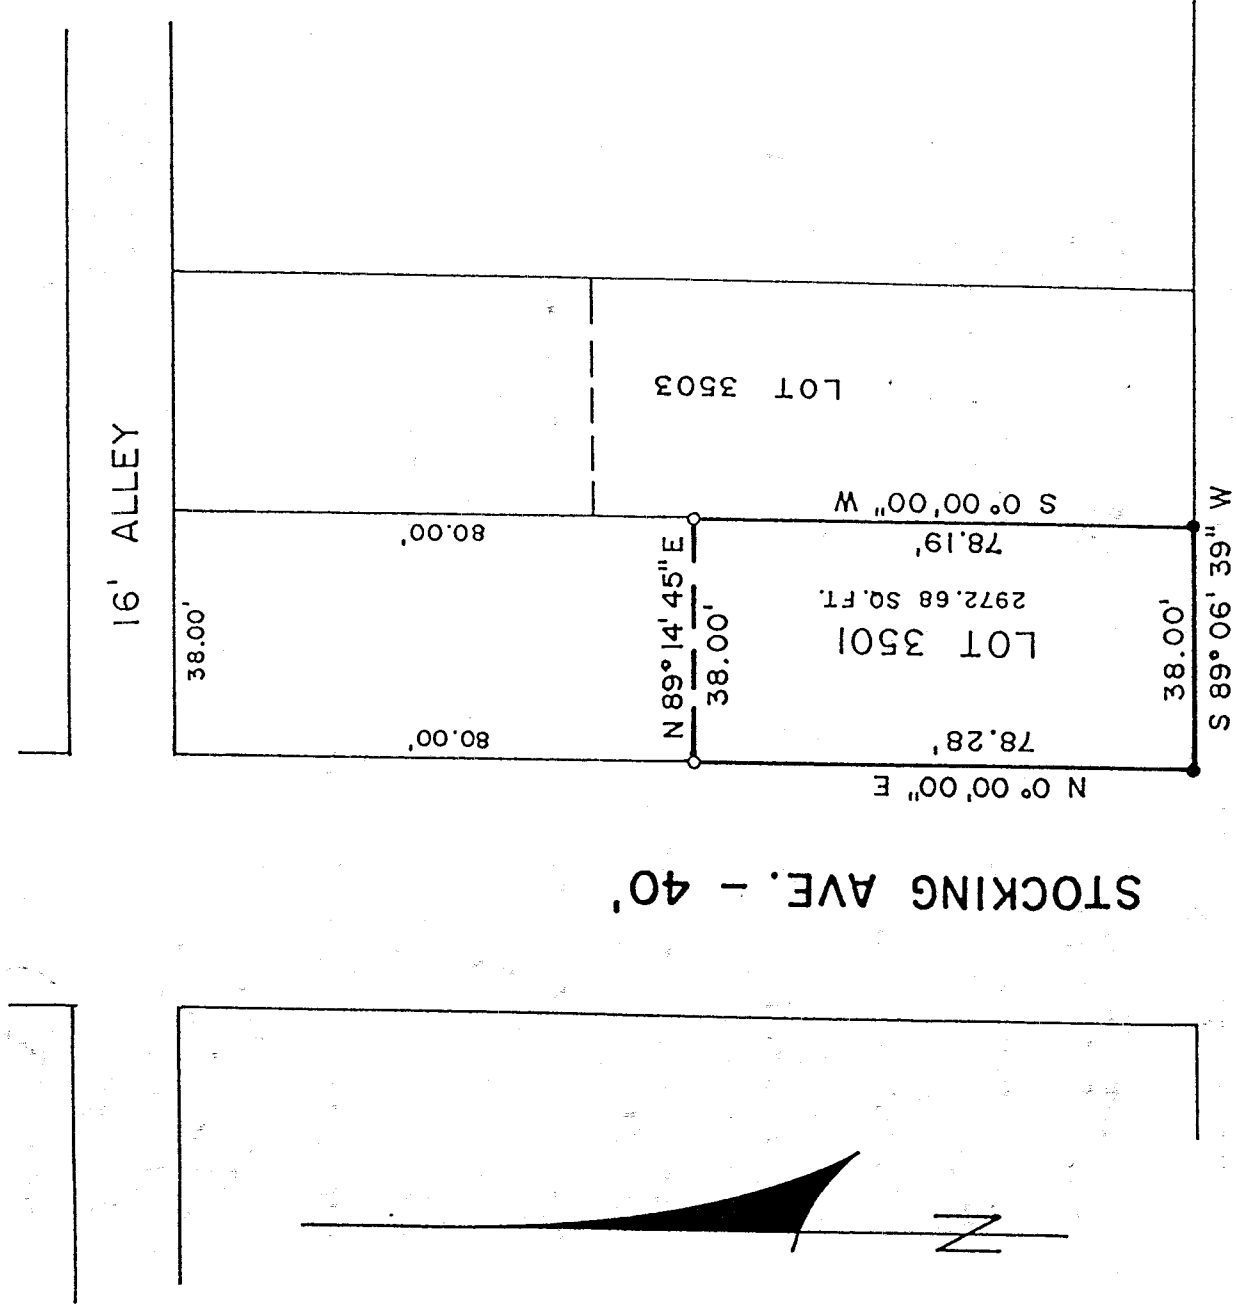 16' ALLEY
38.00'
80.00'
80.00'
LOT 3503
S 0° 00' 00" W
78.19'
2972.68 SQ. FT.
LOT 3501
N 89° 14' 45" E
38.00'
38.00'
S 89° 06' 39" W
78.28'
N 0° 00' 00" E
STOCKING AVE. - 40'
N